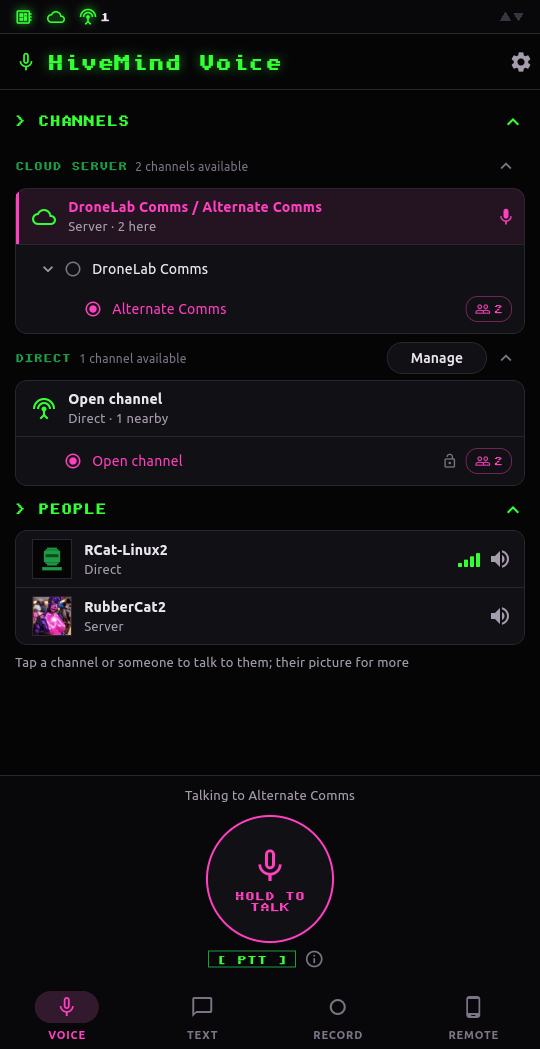 1
HiveMind Voice
CHANNELS
CLOUD SERVER 2 channels available
DroneLab Comms / Alternate Comms
Server · 2 here
DroneLab Comms
Alternate Comms 2
DIRECT 1 channel available Manage
Open channel
Direct · 1 nearby
Open channel 2
PEOPLE
RCat-Linux2
Direct
RubberCat2
Server
Tap a channel or someone to talk to them; their picture for more
Talking to Alternate Comms
HOLD TO
TALK
[ PTT ]
VOICE TEXT RECORD REMOTE